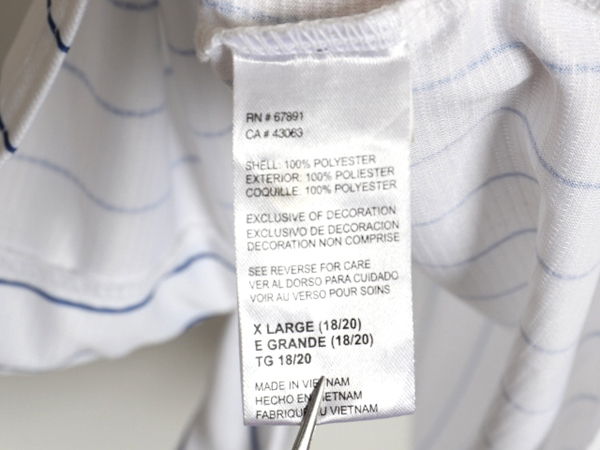 RN # 67891
CA # 43063
SHELL: 100% POLYESTER
EXTERIOR: 100% POLIESTER
COQUILLE: 100% POLYESTER
EXCLUSIVE OF DECORATION
EXCLUSIVO DE DECORACION
DECORATION NON COMPRISE
SEE REVERSE FOR CARE
VER AL DORSO PARA CUIDADO
VOIR AU VERSO POUR SOINS
X LARGE (18/20)
E GRANDE (18/20)
TG 18/20
MADE IN VIETNAM
HECHO EN VIETNAM
VIETNAM